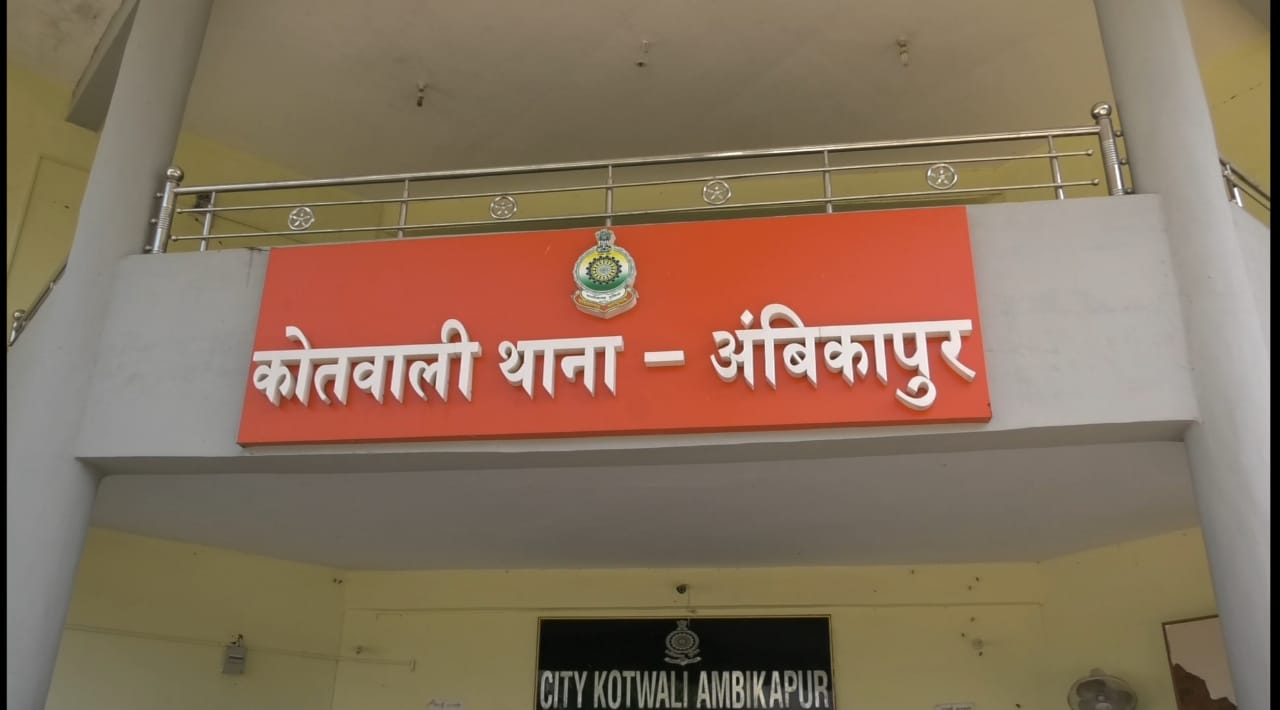 कोतवाली थाना – अंबिकापुर
CITY KOTWALI AMBIKAPUR